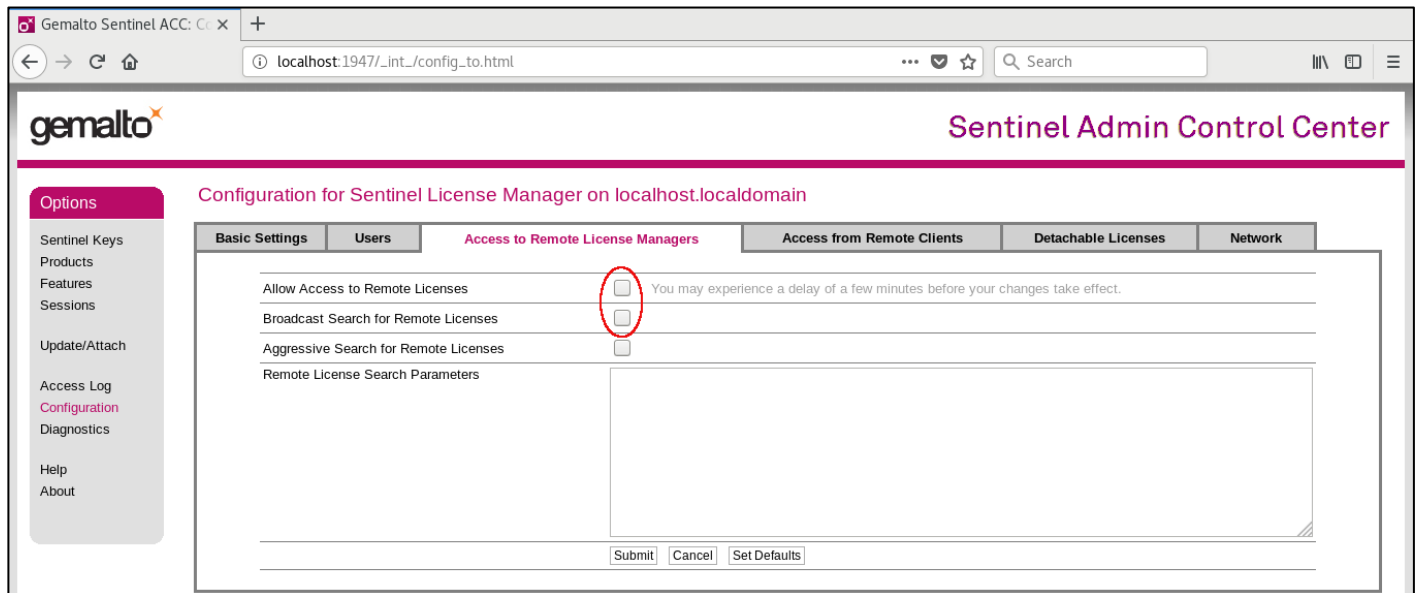 Gemalto Sentinel ACC: Co
localhost:1947/_int_/config_to.html
Search
gemalto
Sentinel Admin Control Center
Options
Sentinel Keys
Products
Features
Sessions
Update/Attach
Access Log
Configuration
Diagnostics
Help
About
Configuration for Sentinel License Manager on localhost.localdomain
Basic Settings Users Access to Remote License Managers Access from Remote Clients Detachable Licenses Network
Allow Access to Remote Licenses You may experience a delay of a few minutes before your changes take effect.
Broadcast Search for Remote Licenses
Aggressive Search for Remote Licenses
Remote License Search Parameters
Submit Cancel Set Defaults